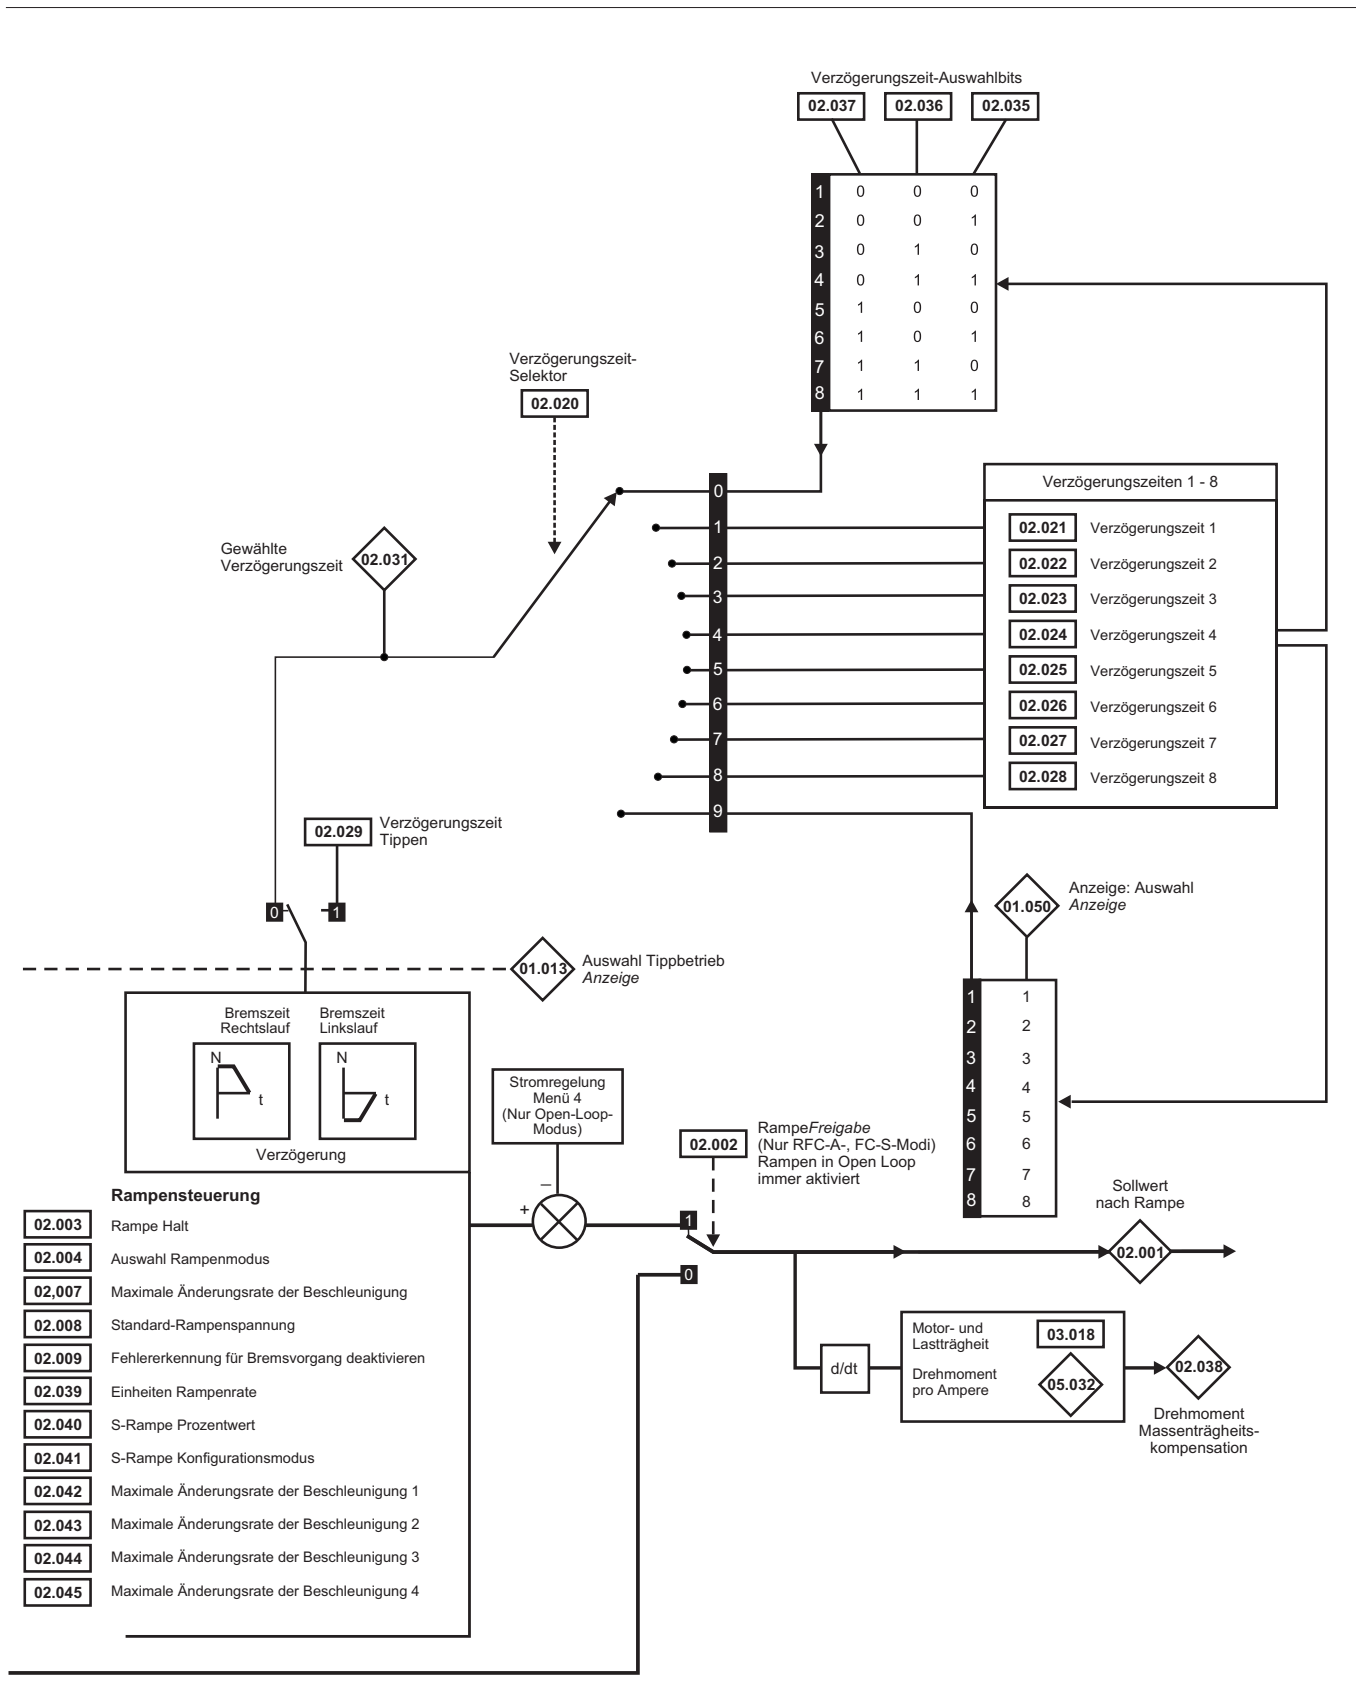 Verzögerungszeit-Auswahlbits
02.037 02.036 02.035
1 0 0 0
2 0 0 1
3 0 1 0
4 0 1 1
5 1 0 0
6 1 0 1
7 1 1 0
8 1 1 1
Verzögerungszeit-
Selektor
02.020
Gewählte
Verzögerungszeit
02.031
0
1
2
3
4
5
6
7
8
9
Verzögerungszeiten 1 - 8
02.021 Verzögerungszeit 1
02.022 Verzögerungszeit 2
02.023 Verzögerungszeit 3
02.024 Verzögerungszeit 4
02.025 Verzögerungszeit 5
02.026 Verzögerungszeit 6
02.027 Verzögerungszeit 7
02.028 Verzögerungszeit 8
02.029
Verzögerungszeit
Tippen
0 1
01.050
Anzeige: Auswahl
Anzeige
01.013
Auswahl Tippbetrieb
Anzeige
1 1
2 2
3 3
4 4
5 5
6 6
7 7
8 8
Bremszeit
Rechtslauf
N
t
Bremszeit
Linkslauf
N
t
Verzögerung
Stromregelung
Menü 4
(Nur Open-Loop-
Modus)
–
+
02.002
RampeFreigabe
(Nur RFC-A-, FC-S-Modi)
Rampen in Open Loop
immer aktiviert
1
0
Sollwert
nach Rampe
02.001
Rampensteuerung
02.003 Rampe Halt
02.004 Auswahl Rampenmodus
02,007 Maximale Änderungsrate der Beschleunigung
02.008 Standard-Rampenspannung
02.009 Fehlererkennung für Bremsvorgang deaktivieren
02.039 Einheiten Rampenrate
02.040 S-Rampe Prozentwert
02.041 S-Rampe Konfigurationsmodus
02.042 Maximale Änderungsrate der Beschleunigung 1
02.043 Maximale Änderungsrate der Beschleunigung 2
02.044 Maximale Änderungsrate der Beschleunigung 3
02.045 Maximale Änderungsrate der Beschleunigung 4
d/dt
Motor- und
Lastträgheit
03.018
Drehmoment
pro Ampere
05.032
02.038
Drehmoment
Massenträgheits-
kompensation